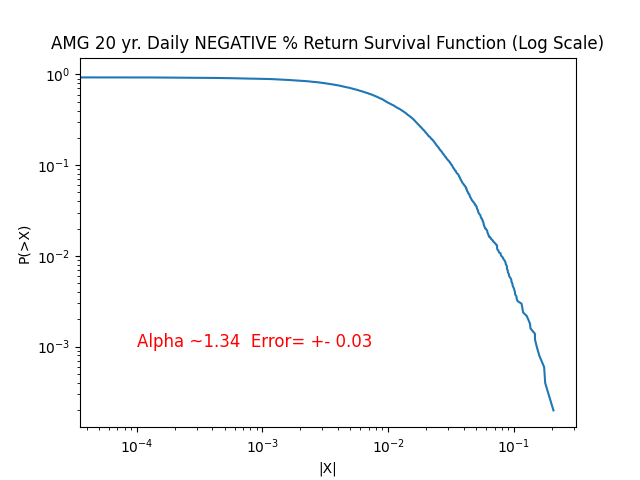 AMG 20 yr. Daily NEGATIVE % Return Survival Function (Log Scale)
10⁰
10⁻¹
10⁻²
10⁻³
P(>X)
Alpha ~1.34  Error= +- 0.03
10⁻⁴ 10⁻³ 10⁻² 10⁻¹
|X|